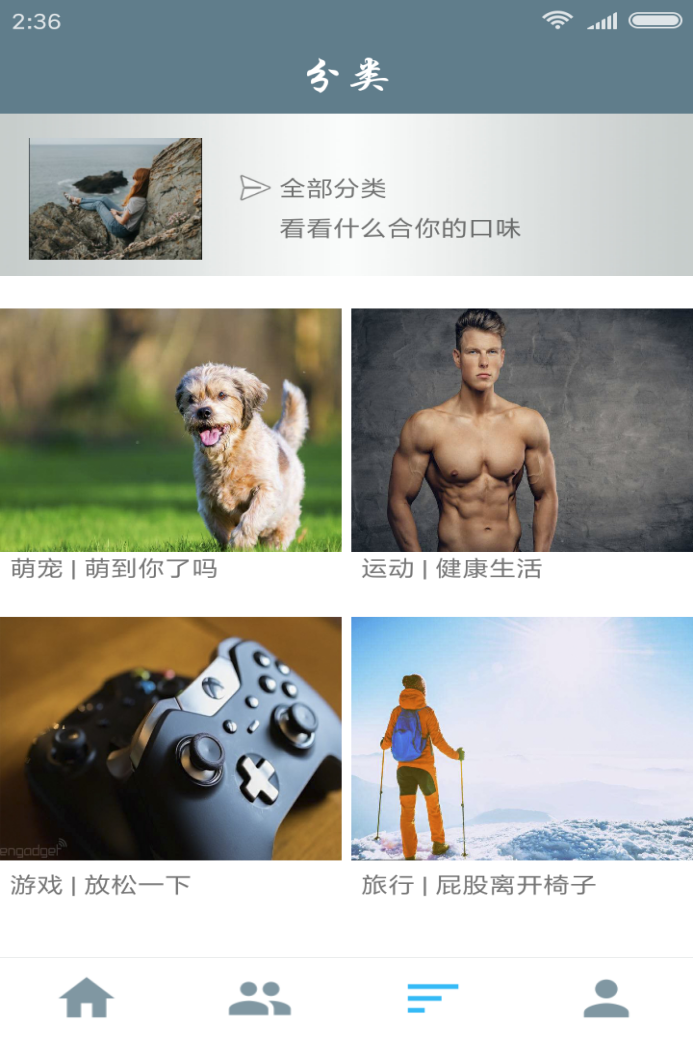 2:36
分类
全部分类
看看什么合你的口味
萌宠 | 萌到你了吗
运动 | 健康生活
engadget
游戏 | 放松一下
旅行 | 屁股离开椅子